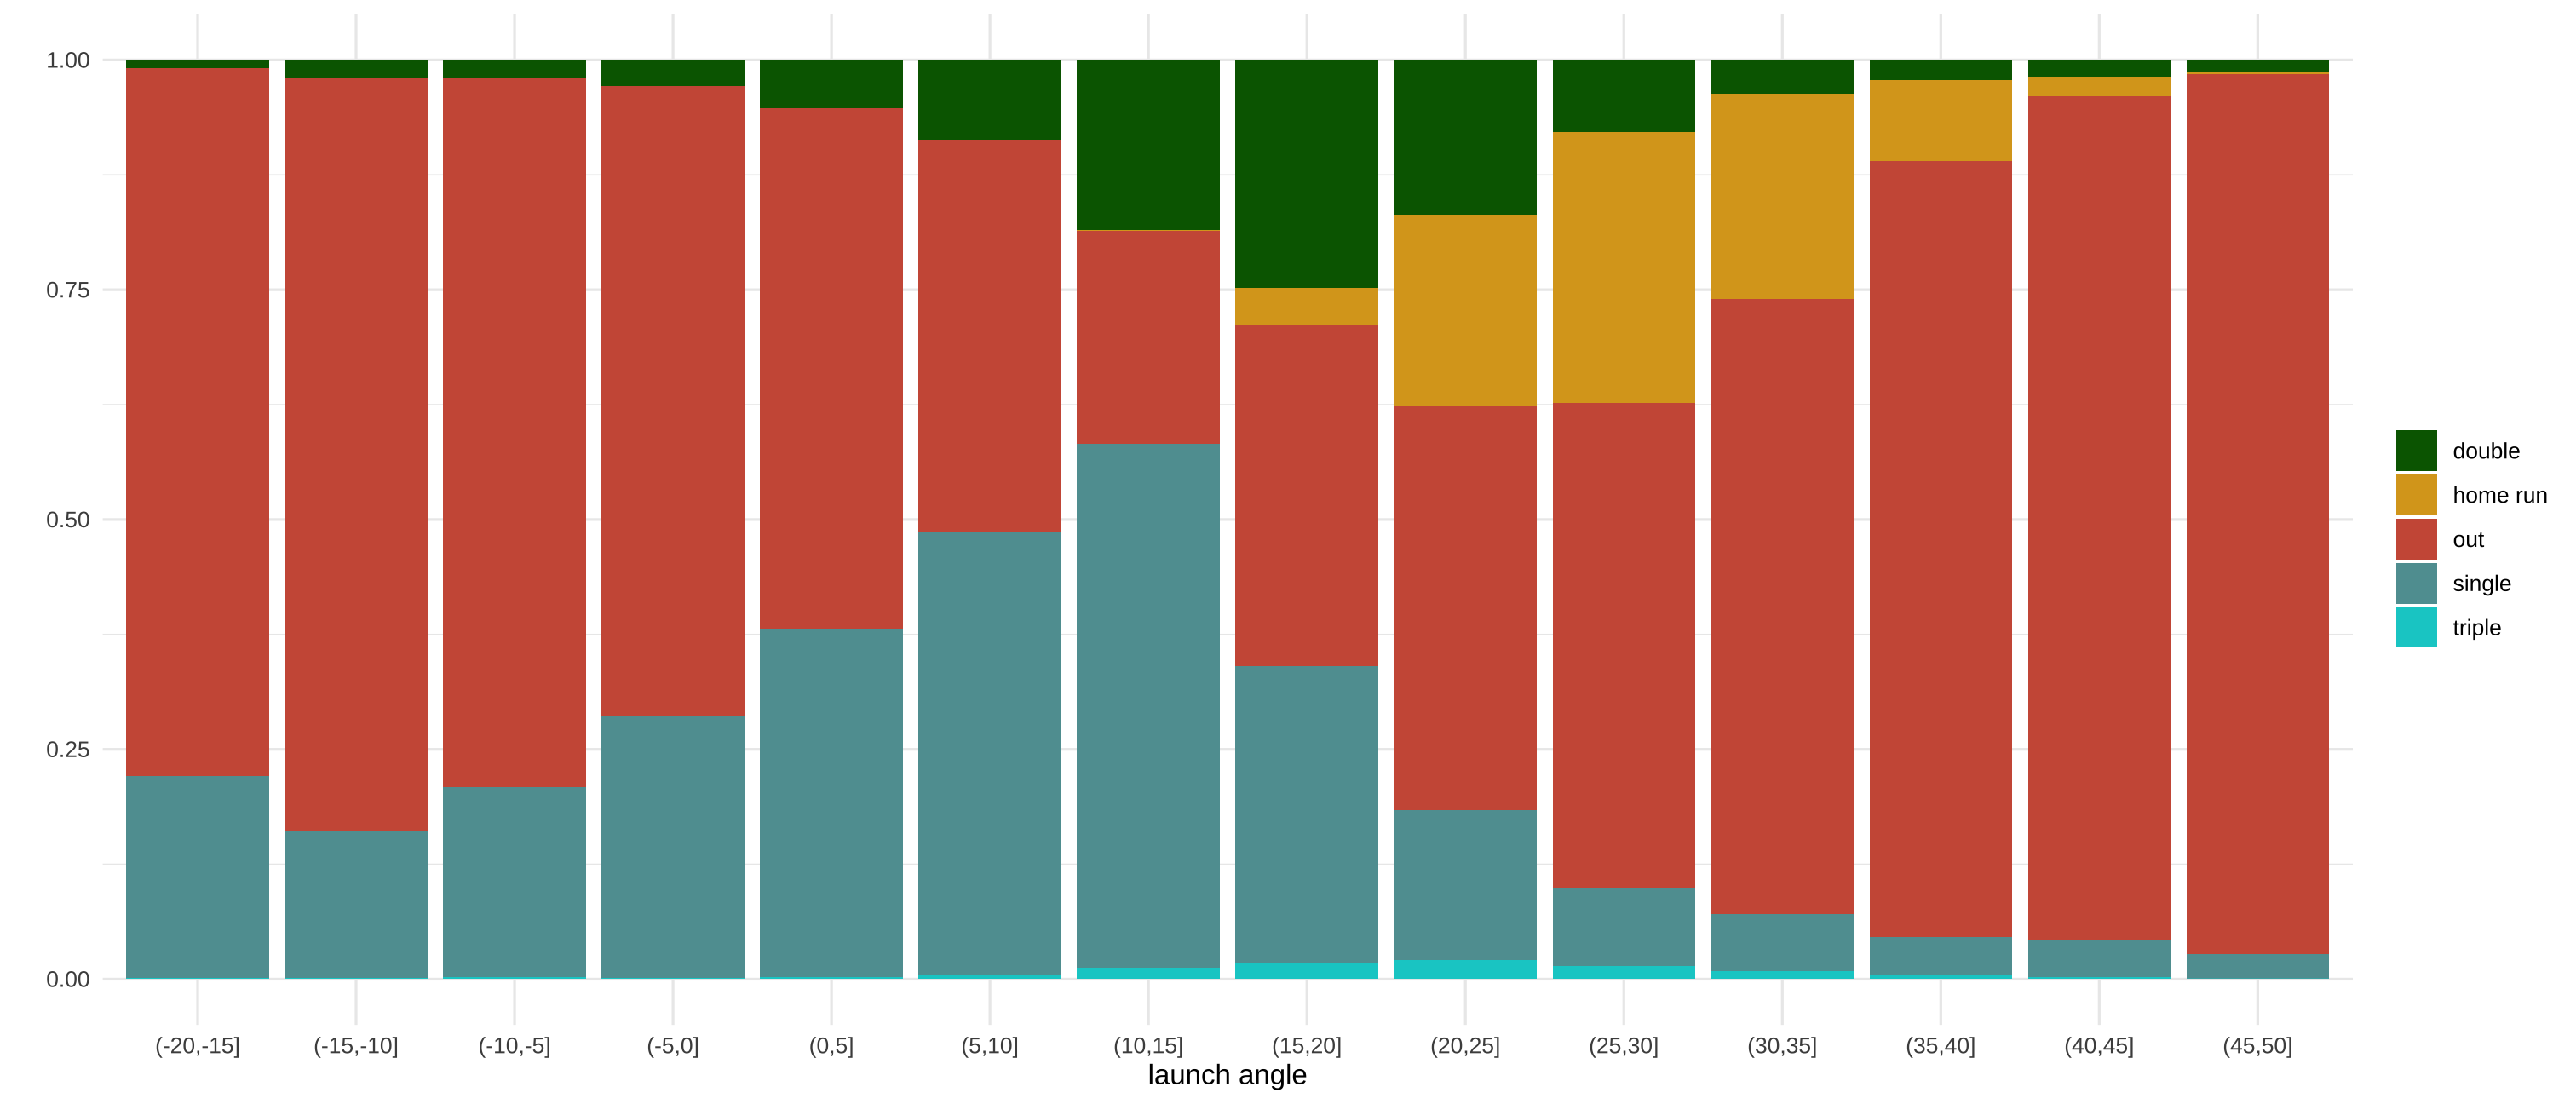 1.00
0.75
0.50
0.25
0.00
(-20,-15] (-15,-10] (-10,-5] (-5,0] (0,5] (5,10] (10,15] (15,20] (20,25] (25,30] (30,35] (35,40] (40,45] (45,50]
launch angle
double
home run
out
single
triple